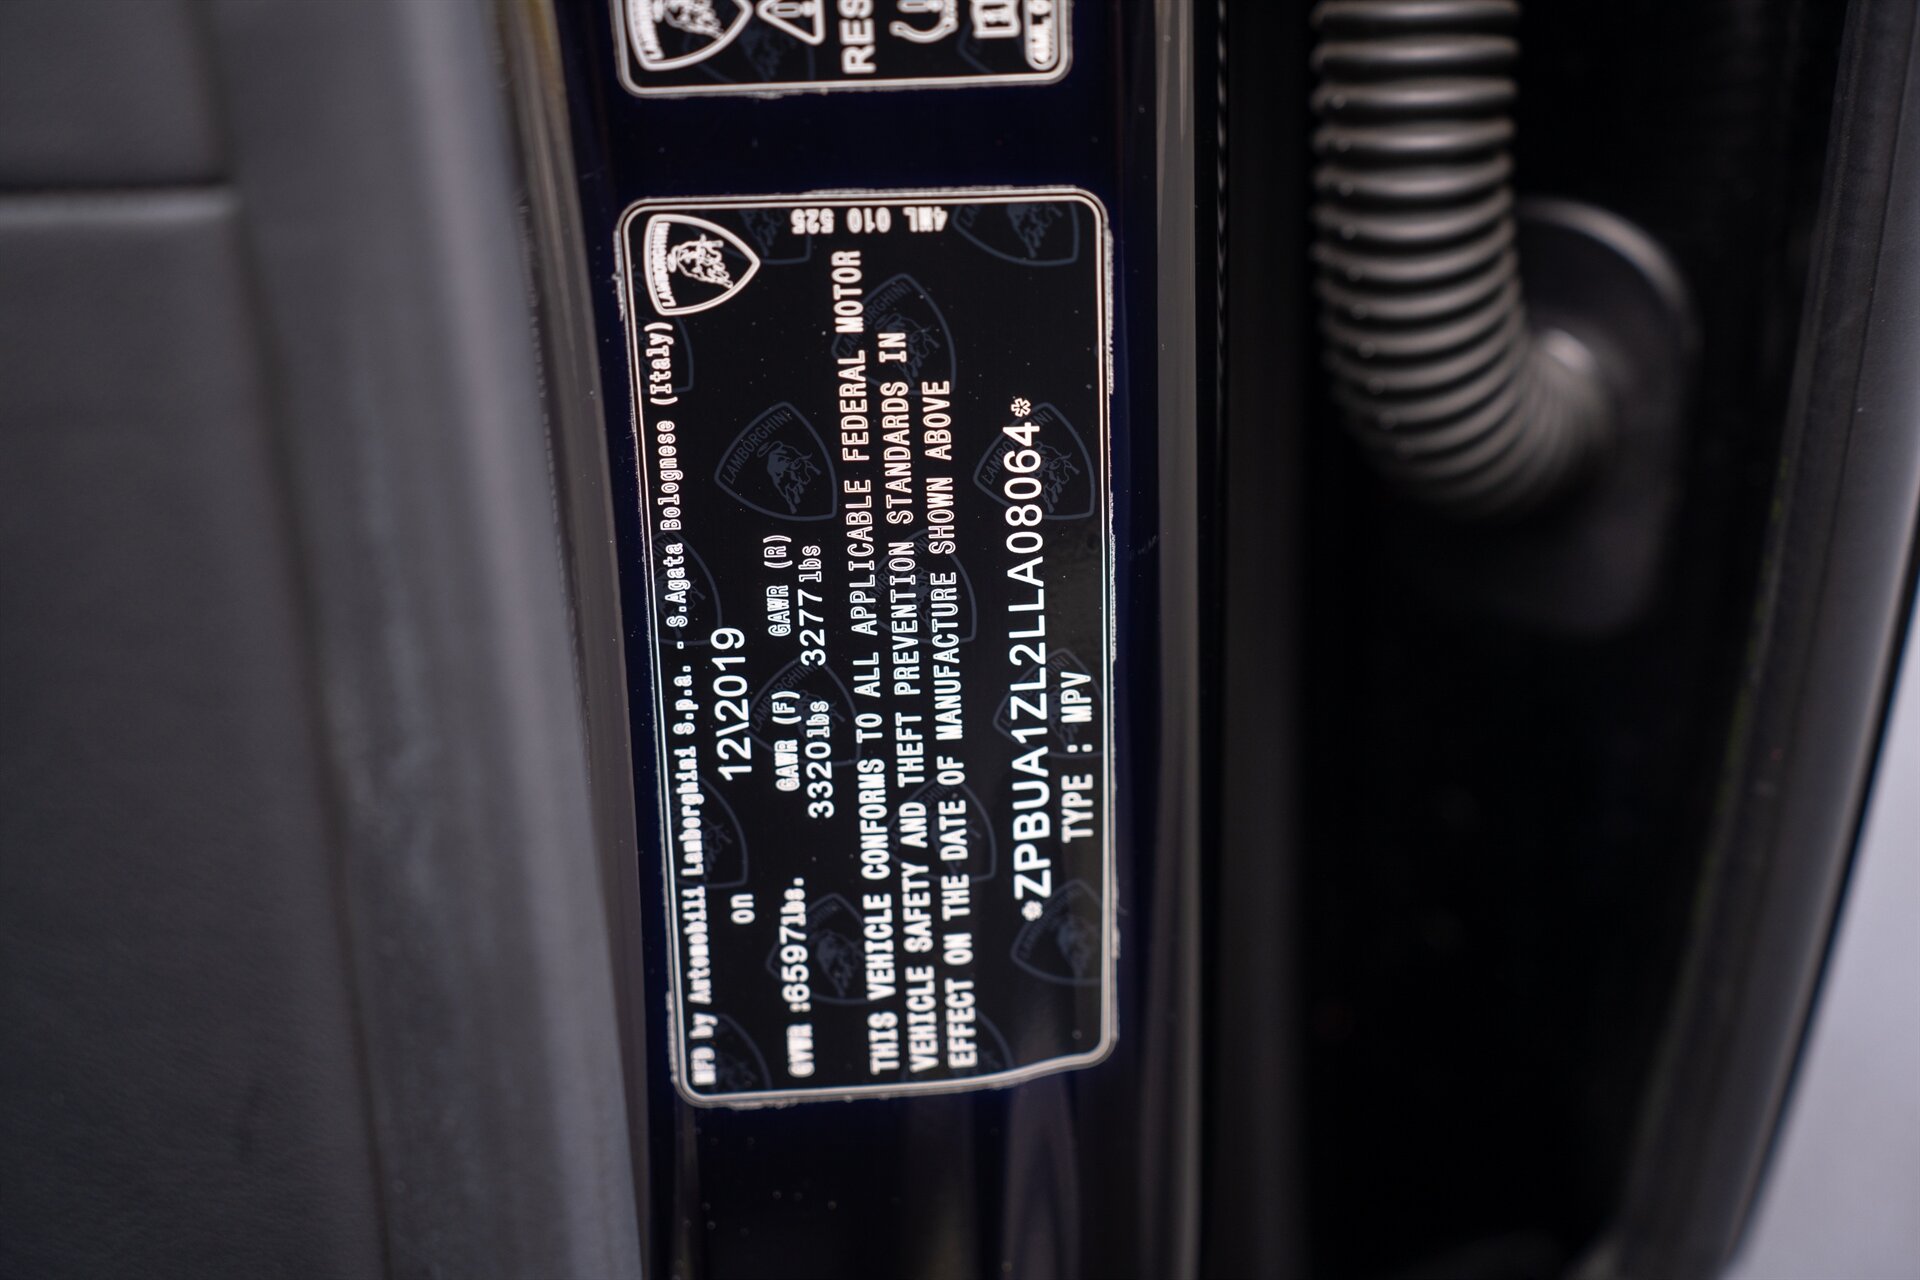 RES
LAMBORGHINI
4ML 010 525
MFD by Automobili Lamborghini S.p.a. - S.Agata Bolognese (Italy)
on 12\2019
GAWR (F) GAWR (R)
GVWR :6597lbs. 3320lbs 3277lbs
THIS VEHICLE CONFORMS TO ALL APPLICABLE FEDERAL MOTOR
VEHICLE SAFETY AND THEFT PREVENTION STANDARDS IN
EFFECT ON THE DATE OF MANUFACTURE SHOWN ABOVE
*ZPBUA1ZL2LLA08064*
TYPE : MPV